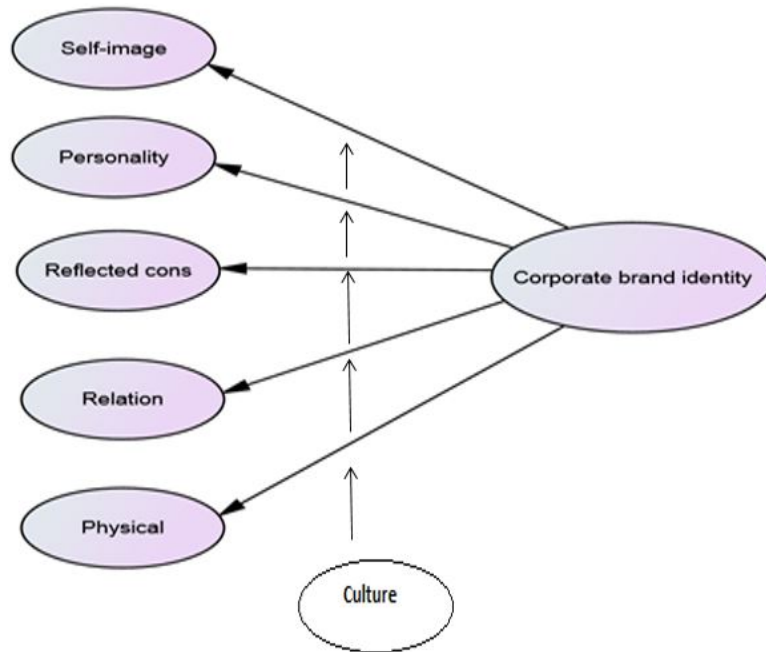 Self-image
Personality
Reflected cons
Corporate brand identity
Relation
Physical
Culture